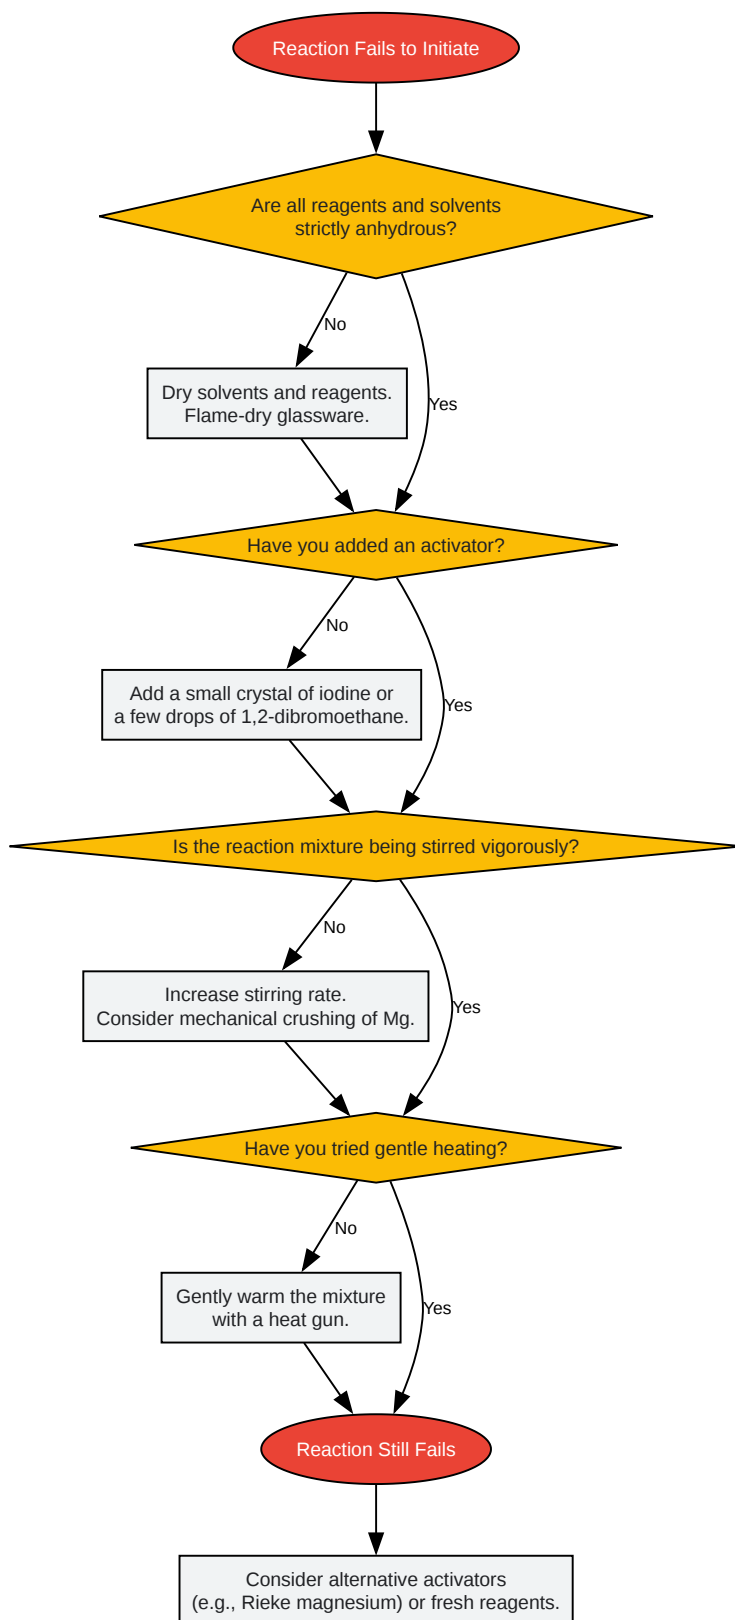 Reaction Fails to Initiate
Are all reagents and solvents
strictly anhydrous?
No
Dry solvents and reagents.
Flame-dry glassware.
Yes
Have you added an activator?
No
Add a small crystal of iodine or
a few drops of 1,2-dibromoethane.
Yes
Is the reaction mixture being stirred vigorously?
No
Increase stirring rate.
Consider mechanical crushing of Mg.
Yes
Have you tried gentle heating?
No
Gently warm the mixture
with a heat gun.
Yes
Reaction Still Fails
Consider alternative activators
(e.g., Rieke magnesium) or fresh reagents.